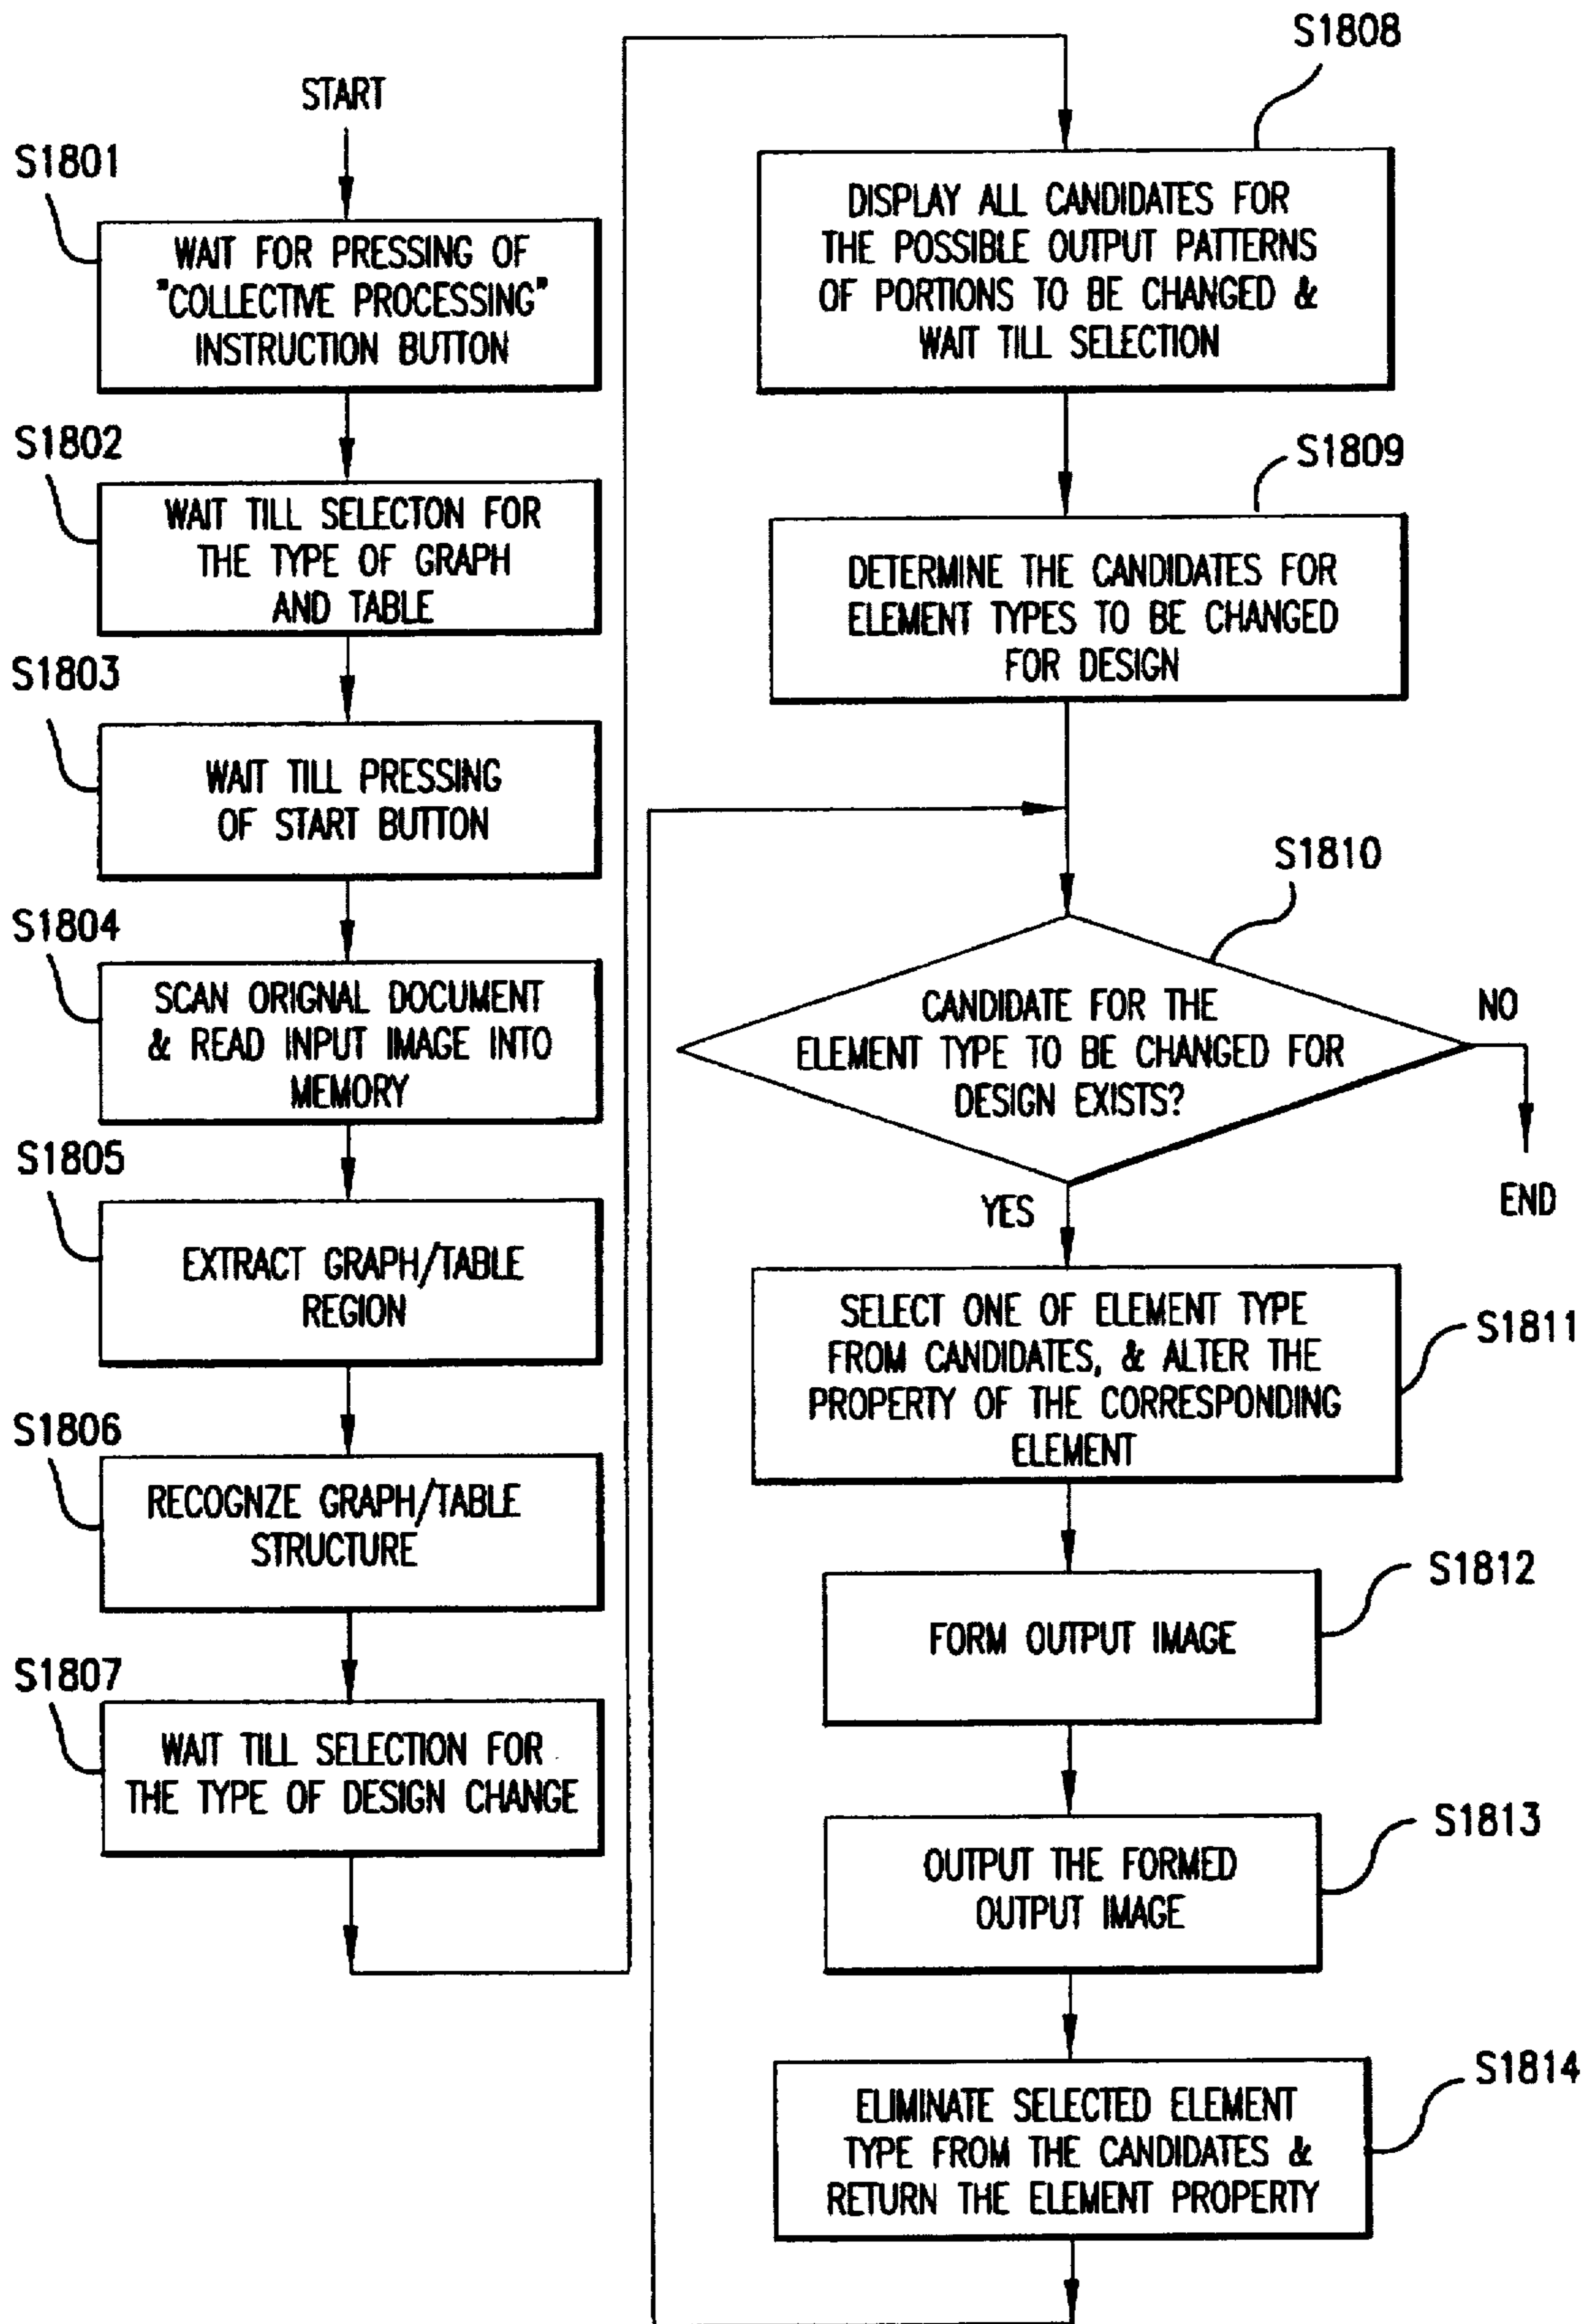 START
S1801
WAIT FOR PRESSING OF
"COLLECTIVE PROCESSING"
INSTRUCTION BUTTON
S1802
WAIT TILL SELECTON FOR
THE TYPE OF GRAPH
AND TABLE
S1803
WAIT TILL PRESSING
OF START BUTTON
S1804
SCAN ORIGNAL DOCUMENT
& READ INPUT IMAGE INTO
MEMORY
S1805
EXTRACT GRAPH/TABLE
REGION
S1806
RECOGNZE GRAPH/TABLE
STRUCTURE
S1807
WAIT TILL SELECTION FOR
THE TYPE OF DESIGN CHANGE
S1808
DISPLAY ALL CANDIDATES FOR
THE POSSIBLE OUTPUT PATTERNS
OF PORTIONS TO BE CHANGED &
WAIT TILL SELECTION
S1809
DETERMINE THE CANDIDATES FOR
ELEMENT TYPES TO BE CHANGED
FOR DESIGN
S1810
CANDIDATE FOR THE
ELEMENT TYPE TO BE CHANGED FOR
DESIGN EXISTS?
NO
END
YES
SELECT ONE OF ELEMENT TYPE
FROM CANDIDATES, & ALTER THE
PROPERTY OF THE CORRESPONDING
ELEMENT
S1811
FORM OUTPUT IMAGE
S1812
OUTPUT THE FORMED
OUTPUT IMAGE
S1813
ELIMINATE SELECTED ELEMENT
TYPE FROM THE CANDIDATES &
RETURN THE ELEMENT PROPERTY
S1814